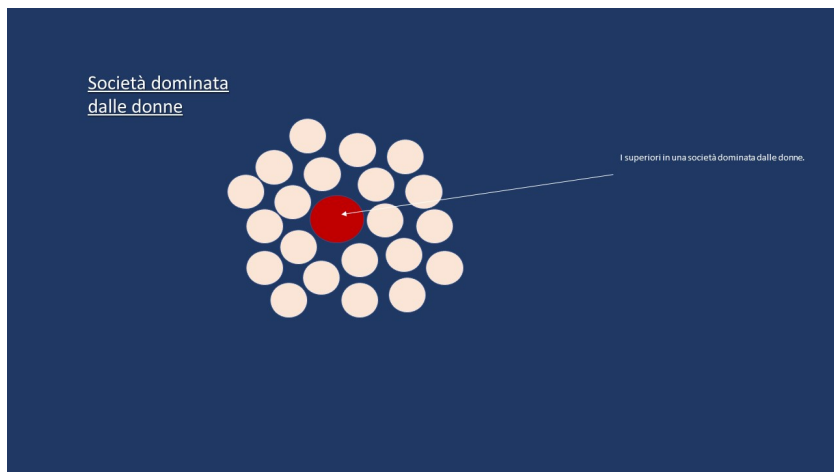 Società dominata
dalle donne
I superiori in una società dominata dalle donne.